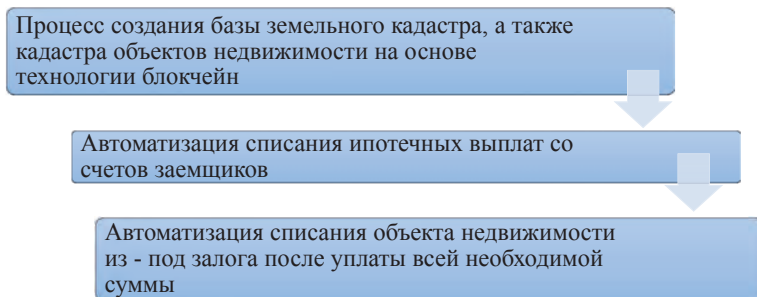 Процесс создания базы земельного кадастра, а также
кадастра объектов недвижимости на основе
технологии блокчейн
Автоматизация списания ипотечных выплат со
счетов заемщиков
Автоматизация списания объекта недвижимости
из - под залога после уплаты всей необходимой
суммы